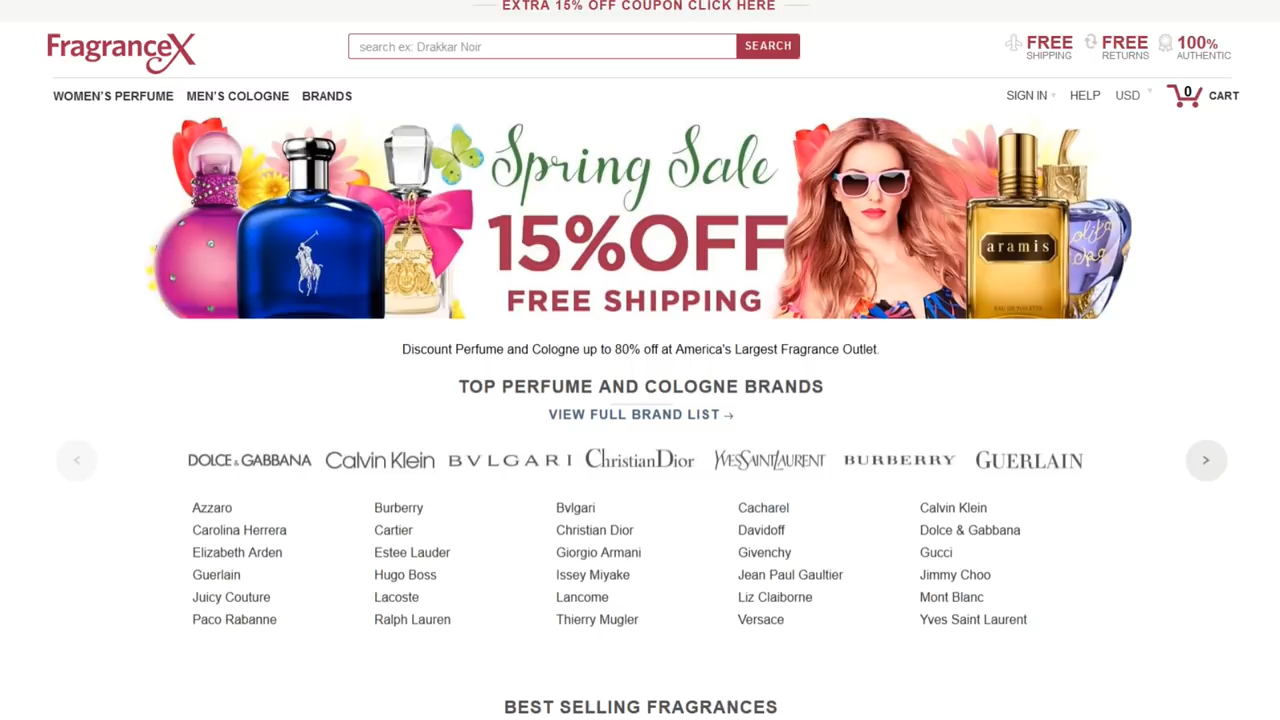 EXTRA 15% OFF COUPON CLICK HERE
FragranceX
search ex: Drakkar Noir
SEARCH
FREE SHIPPING
FREE RETURNS
100% AUTHENTIC
WOMEN'S PERFUME MEN'S COLOGNE BRANDS
SIGN IN HELP USD 0 CART
Spring Sale
15%OFF
FREE SHIPPING
aramis
Discount Perfume and Cologne up to 80% off at America's Largest Fragrance Outlet.
TOP PERFUME AND COLOGNE BRANDS
VIEW FULL BRAND LIST →
< DOLCE & GABBANA Calvin Klein BVLGARI Christian Dior YVES SAINT LAURENT BURBERRY GUERLAIN >
Azzaro Burberry Bvlgari Cacharel Calvin Klein
Carolina Herrera Cartier Christian Dior Davidoff Dolce & Gabbana
Elizabeth Arden Estee Lauder Giorgio Armani Givenchy Gucci
Guerlain Hugo Boss Issey Miyake Jean Paul Gaultier Jimmy Choo
Juicy Couture Lacoste Lancome Liz Claiborne Mont Blanc
Paco Rabanne Ralph Lauren Thierry Mugler Versace Yves Saint Laurent
BEST SELLING FRAGRANCES